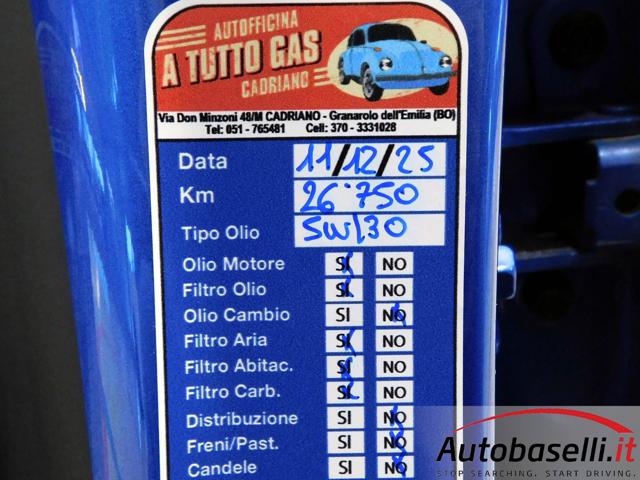 AUTOFFICINA
A TUTTO GAS
CADRIANO
Via Don Minzoni 48/M CADRIANO - Granarolo dell'Emilia (BO)
Tel: 051 - 765481 Cell: 370 - 3331028
Data 11/12/25
Km 26'750
Tipo Olio 5W/30
Olio Motore SI NO
Filtro Olio SI NO
Olio Cambio SI NO
Filtro Aria SI NO
Filtro Abitac. SI NO
Filtro Carb. SI NO
Distribuzione SI NO
Freni/Past. SI NO
Candele SI NO
Autobaselli.it
STOP SEARCHING. START DRIVING.